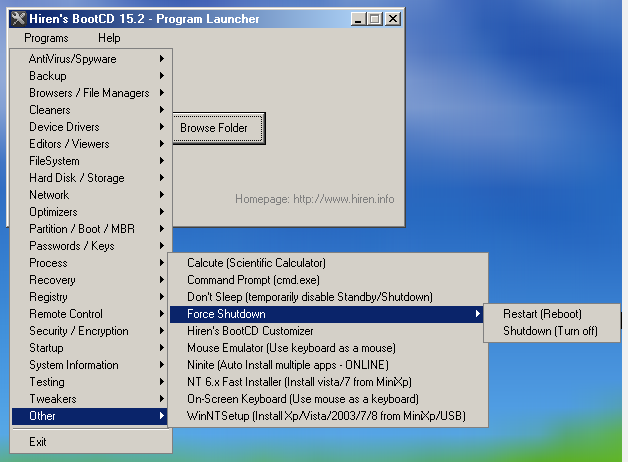 Hiren's BootCD 15.2 - Program Launcher
Programs Help
AntiVirus/Spyware
Backup
Browsers / File Managers
Cleaners
Device Drivers
Editors / Viewers
FileSystem
Hard Disk / Storage
Network
Optimizers
Partition / Boot / MBR
Passwords / Keys
Process
Recovery
Registry
Remote Control
Security / Encryption
Startup
System Information
Testing
Tweakers
Other
Exit
Browse Folder
Homepage: http://www.hiren.info
Calcute (Scientific Calculator)
Command Prompt (cmd.exe)
Don't Sleep (temporarily disable Standby/Shutdown)
Force Shutdown
Hiren's BootCD Customizer
Mouse Emulator (Use keyboard as a mouse)
Ninite (Auto Install multiple apps - ONLINE)
NT 6.x Fast Installer (Install vista/7 from MiniXp)
On-Screen Keyboard (Use mouse as a keyboard)
WinNTSetup (Install Xp/Vista/2003/7/8 from MiniXp/USB)
Restart (Reboot)
Shutdown (Turn off)